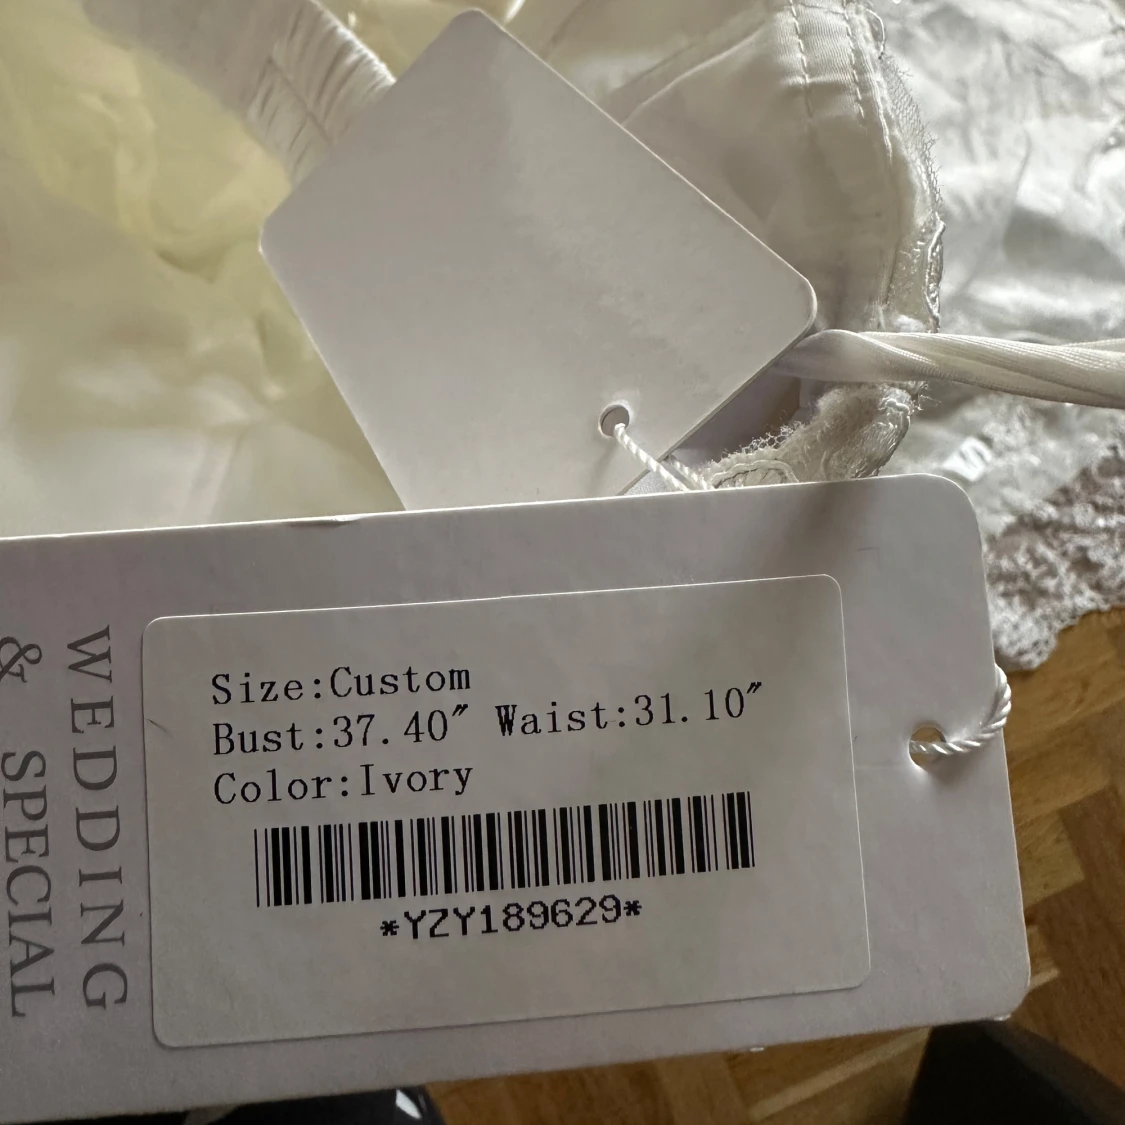 Size:Custom
Bust:37.40″ Waist:31.10″
Color:Ivory
*YZY189629*
WEDDING
& SPECIAL